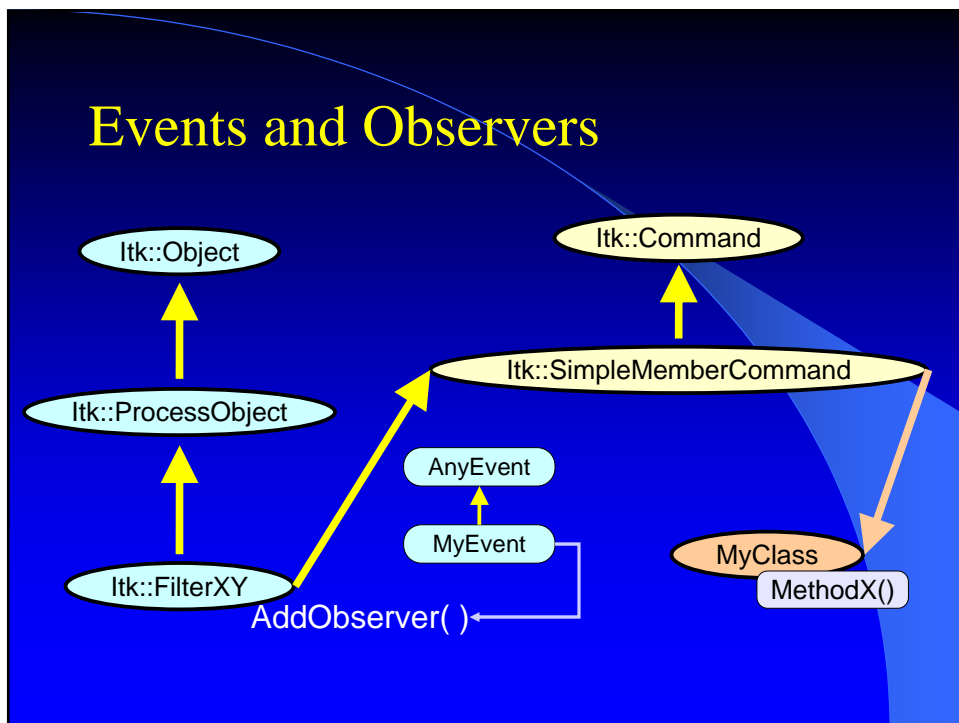 Events and Observers
Itk::Object
Itk::Command
Itk::SimpleMemberCommand
Itk::ProcessObject
AnyEvent
MyEvent
MyClass
MethodX()
Itk::FilterXY
AddObserver( )